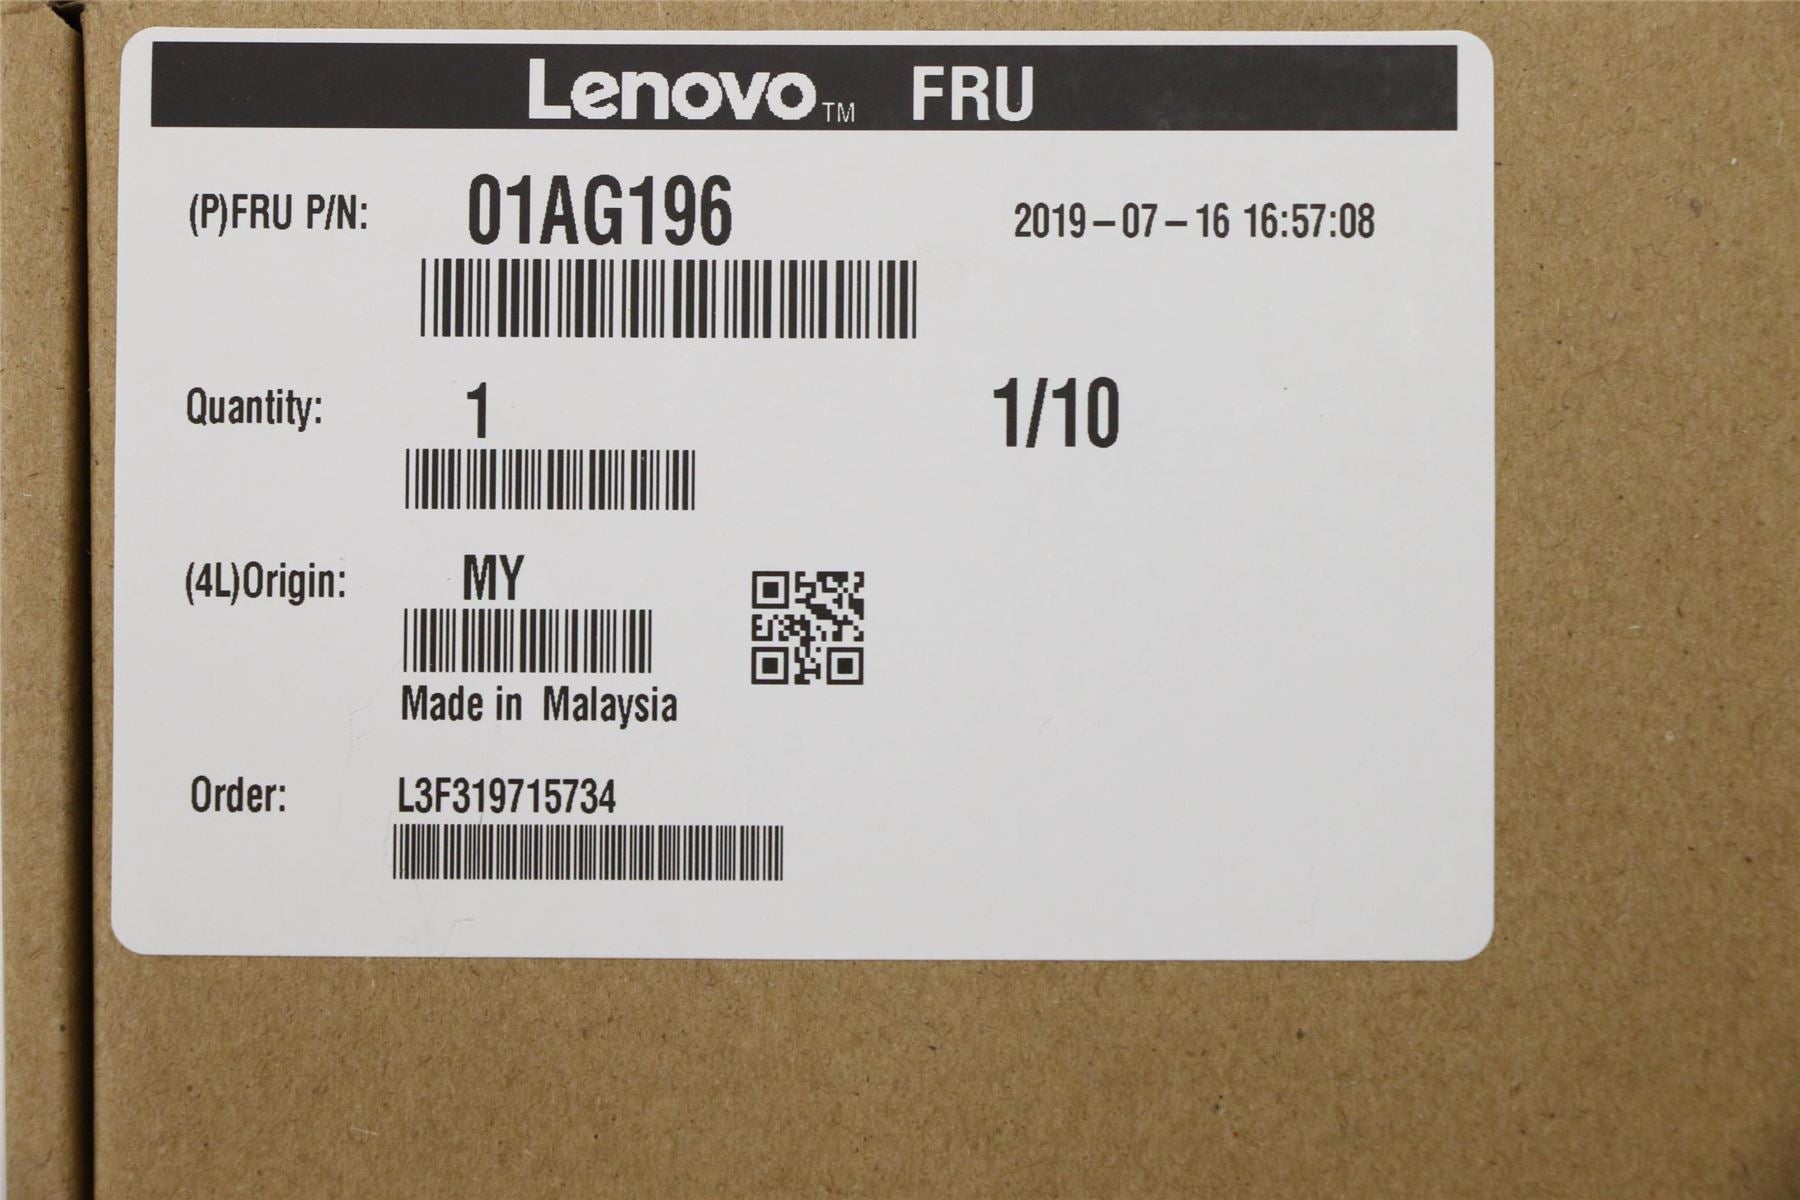 Lenovo™ FRU
(P)FRU P/N: 01AG196 2019-07-16 16:57:08
Quantity: 1 1/10
(4L)Origin: MY
Made in Malaysia
Order: L3F319715734